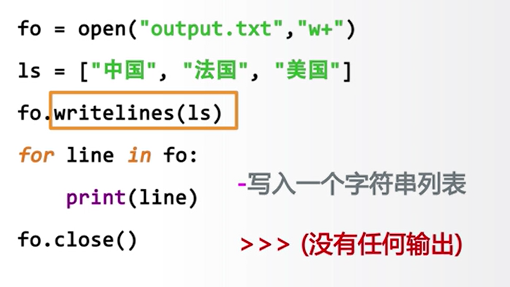 fo = open("output.txt","w+")
ls = ["中国", "法国", "美国"]
fo.writelines(ls)
for line in fo:
    print(line)
-写入一个字符串列表
fo.close()
>>> (没有任何输出)